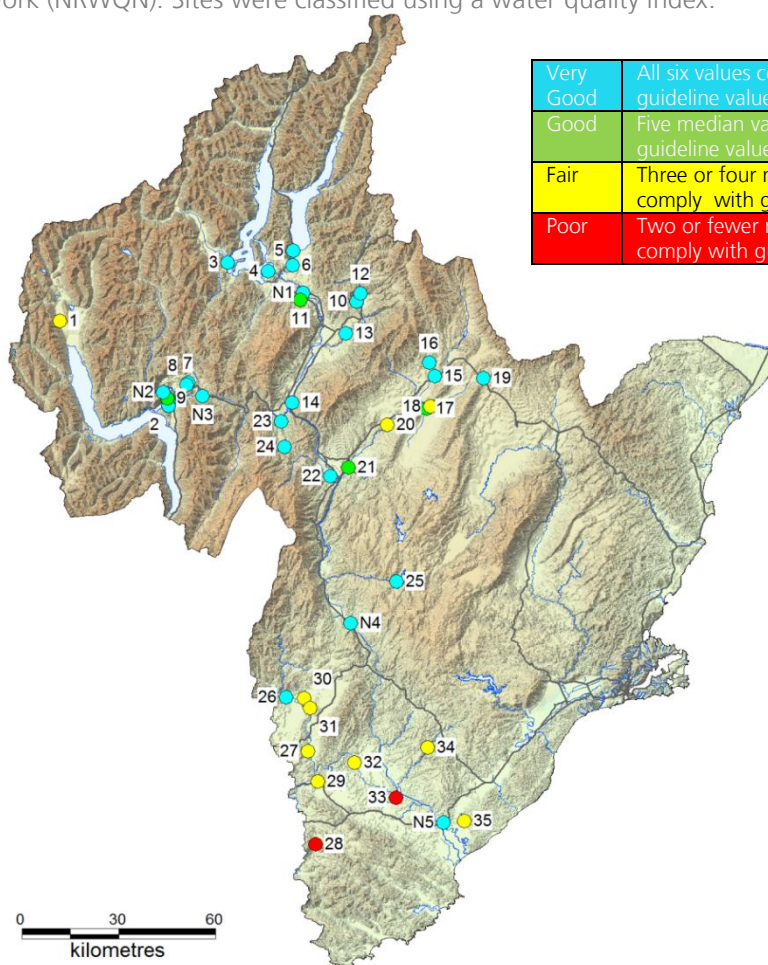 ork (NRWQN). Sites were classified using a water quality index.
Very Good
All six values c
guideline value
Good
Five median va
guideline value
Fair
Three or four
comply with g
Poor
Two or fewer
comply with g
5
3
4
6
12
N1
10
11
1
13
16
8
7
15
19
N2
9
N3
14
18
17
2
23
20
24
21
22
25
N4
30
26
31
27
34
32
29
33
N5
35
28
0
30
60
kilometres